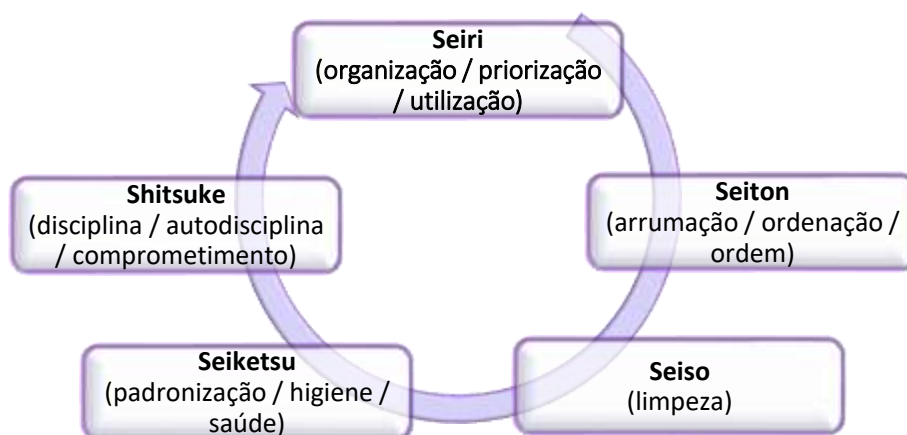 Seiri
(organização / priorização
/ utilização)
Seiton
(arrumação / ordenação /
ordem)
Seiso
(limpeza)
Seiketsu
(padronização / higiene /
saúde)
Shitsuke
(disciplina / autodisciplina
/ comprometimento)